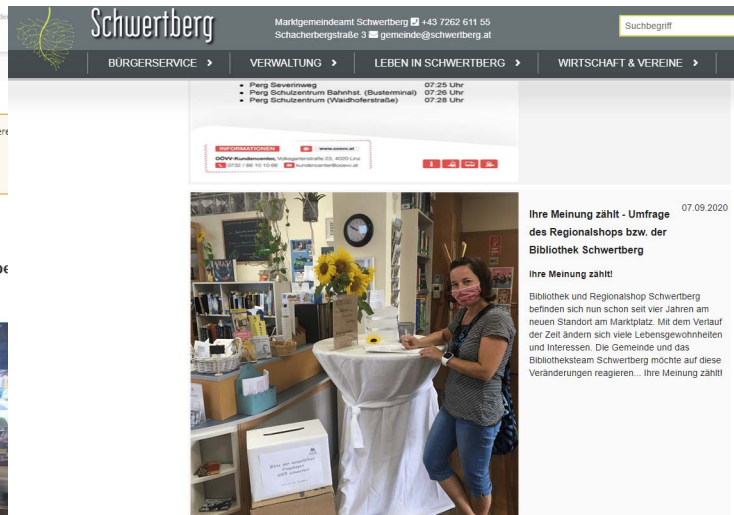 Schwertberg
Marktgemeindeamt Schwertberg +43 7262 611 55
Schacherbergstraße 3 gemeinde@schwertberg.at
Suchbegriff
BÜRGERSERVICE
VERWALTUNG
LEBEN IN SCHWERTBERG
WIRTSCHAFT & VEREINE
• Perg Severinweg 07:25 Uhr
• Perg Schulzentrum Bahnhst. (Busterminal) 07:26 Uhr
• Perg Schulzentrum (Waidhoferstraße) 07:28 Uhr
INFORMATIONEN
www.ooevv.at
OÖVV-Kundencenter, Volksgartenstraße 23, 4020 Linz
0732 / 66 10 10 66 kundencenter@ooevv.at
Ihre Meinung zählt - Umfrage
des Regionalshops bzw. der
Bibliothek Schwertberg
07.09.2020
Ihre Meinung zählt!
Bibliothek und Regionalshop Schwertberg
befinden sich nun schon seit vier Jahren am
neuen Standort am Marktplatz. Mit dem Verlauf
der Zeit ändern sich viele Lebensgewohnheiten
und Interessen. Die Gemeinde und das
Bibliotheksteam Schwertberg möchte auf diese
Veränderungen reagieren... Ihre Meinung zählt!